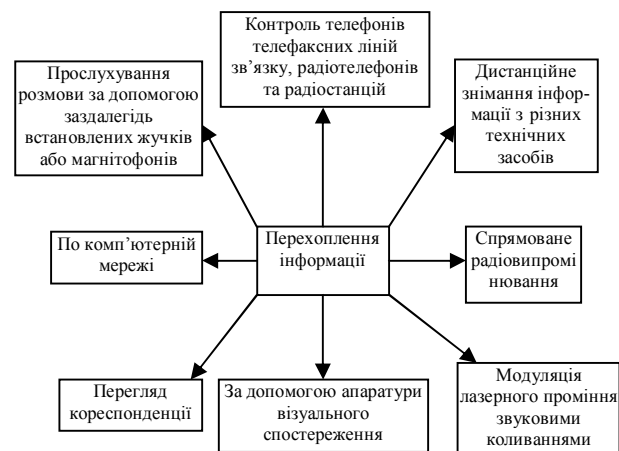 Контроль телефонів
телефаксних ліній
зв’язку, радіотелефонів
та радіостанцій
Прослухування
розмови за допомогою
заздалегідь
встановлених жучків
або магнітофонів
Дистанційне
знімання інфор-
мації з різних
технічних
засобів
По комп’ютерній
мережі
Перехоплення
інформації
Спрямоване
радіовипромі
нювання
Перегляд
кореспонденції
За допомогою апаратури
візуального
спостереження
Модуляція
лазерного проміння
звуковими
коливаннями